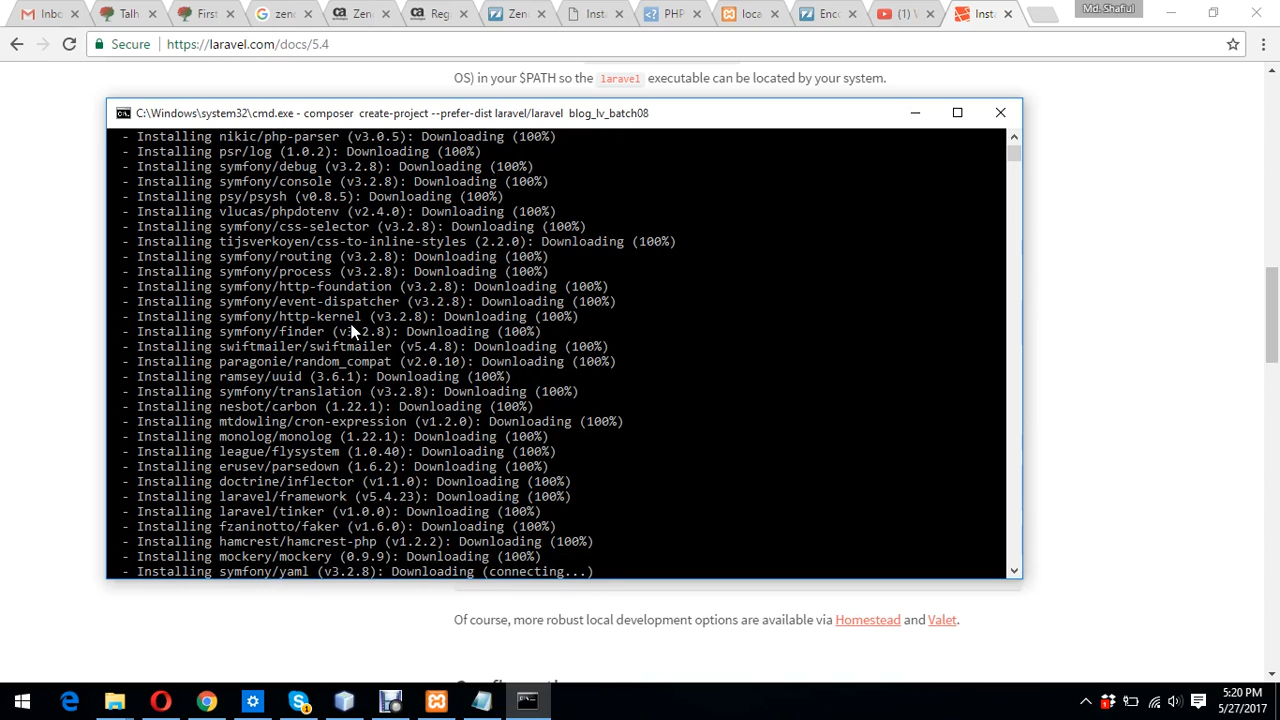 Inbo
Talh
First
zend
Zend
Reg
Zend
Insta
PHP
loca
Enco
(1) V
Insta
Md. Shaiful
Secure
https://laravel.com/docs/5.4
OS) in your $PATH so the laravel executable can be located by your system.
C:\Windows\system32\cmd.exe - composer create-project --prefer-dist laravel/laravel blog_lv_batch08
- Installing nikic/php-parser (v3.0.5): Downloading (100%)
- Installing psr/log (1.0.2): Downloading (100%)
- Installing symfony/debug (v3.2.8): Downloading (100%)
- Installing symfony/console (v3.2.8): Downloading (100%)
- Installing psy/psysh (v0.8.5): Downloading (100%)
- Installing vlucas/phpdotenv (v2.4.0): Downloading (100%)
- Installing symfony/css-selector (v3.2.8): Downloading (100%)
- Installing tijsverkoyen/css-to-inline-styles (2.2.0): Downloading (100%)
- Installing symfony/routing (v3.2.8): Downloading (100%)
- Installing symfony/process (v3.2.8): Downloading (100%)
- Installing symfony/http-foundation (v3.2.8): Downloading (100%)
- Installing symfony/event-dispatcher (v3.2.8): Downloading (100%)
- Installing symfony/http-kernel (v3.2.8): Downloading (100%)
- Installing symfony/finder (v3.2.8): Downloading (100%)
- Installing swiftmailer/swiftmailer (v5.4.8): Downloading (100%)
- Installing paragonie/random_compat (v2.0.10): Downloading (100%)
- Installing ramsey/uuid (3.6.1): Downloading (100%)
- Installing symfony/translation (v3.2.8): Downloading (100%)
- Installing nesbot/carbon (1.22.1): Downloading (100%)
- Installing mtdowling/cron-expression (v1.2.0): Downloading (100%)
- Installing monolog/monolog (1.22.1): Downloading (100%)
- Installing league/flysystem (1.0.40): Downloading (100%)
- Installing erusev/parsedown (1.6.2): Downloading (100%)
- Installing doctrine/inflector (v1.1.0): Downloading (100%)
- Installing laravel/framework (v5.4.23): Downloading (100%)
- Installing laravel/tinker (v1.0.0): Downloading (100%)
- Installing fzaninotto/faker (v1.6.0): Downloading (100%)
- Installing hamcrest/hamcrest-php (v1.2.2): Downloading (100%)
- Installing mockery/mockery (0.9.9): Downloading (100%)
- Installing symfony/yaml (v3.2.8): Downloading (connecting...)
Of course, more robust local development options are available via Homestead and Valet.
5:20 PM
5/27/2017